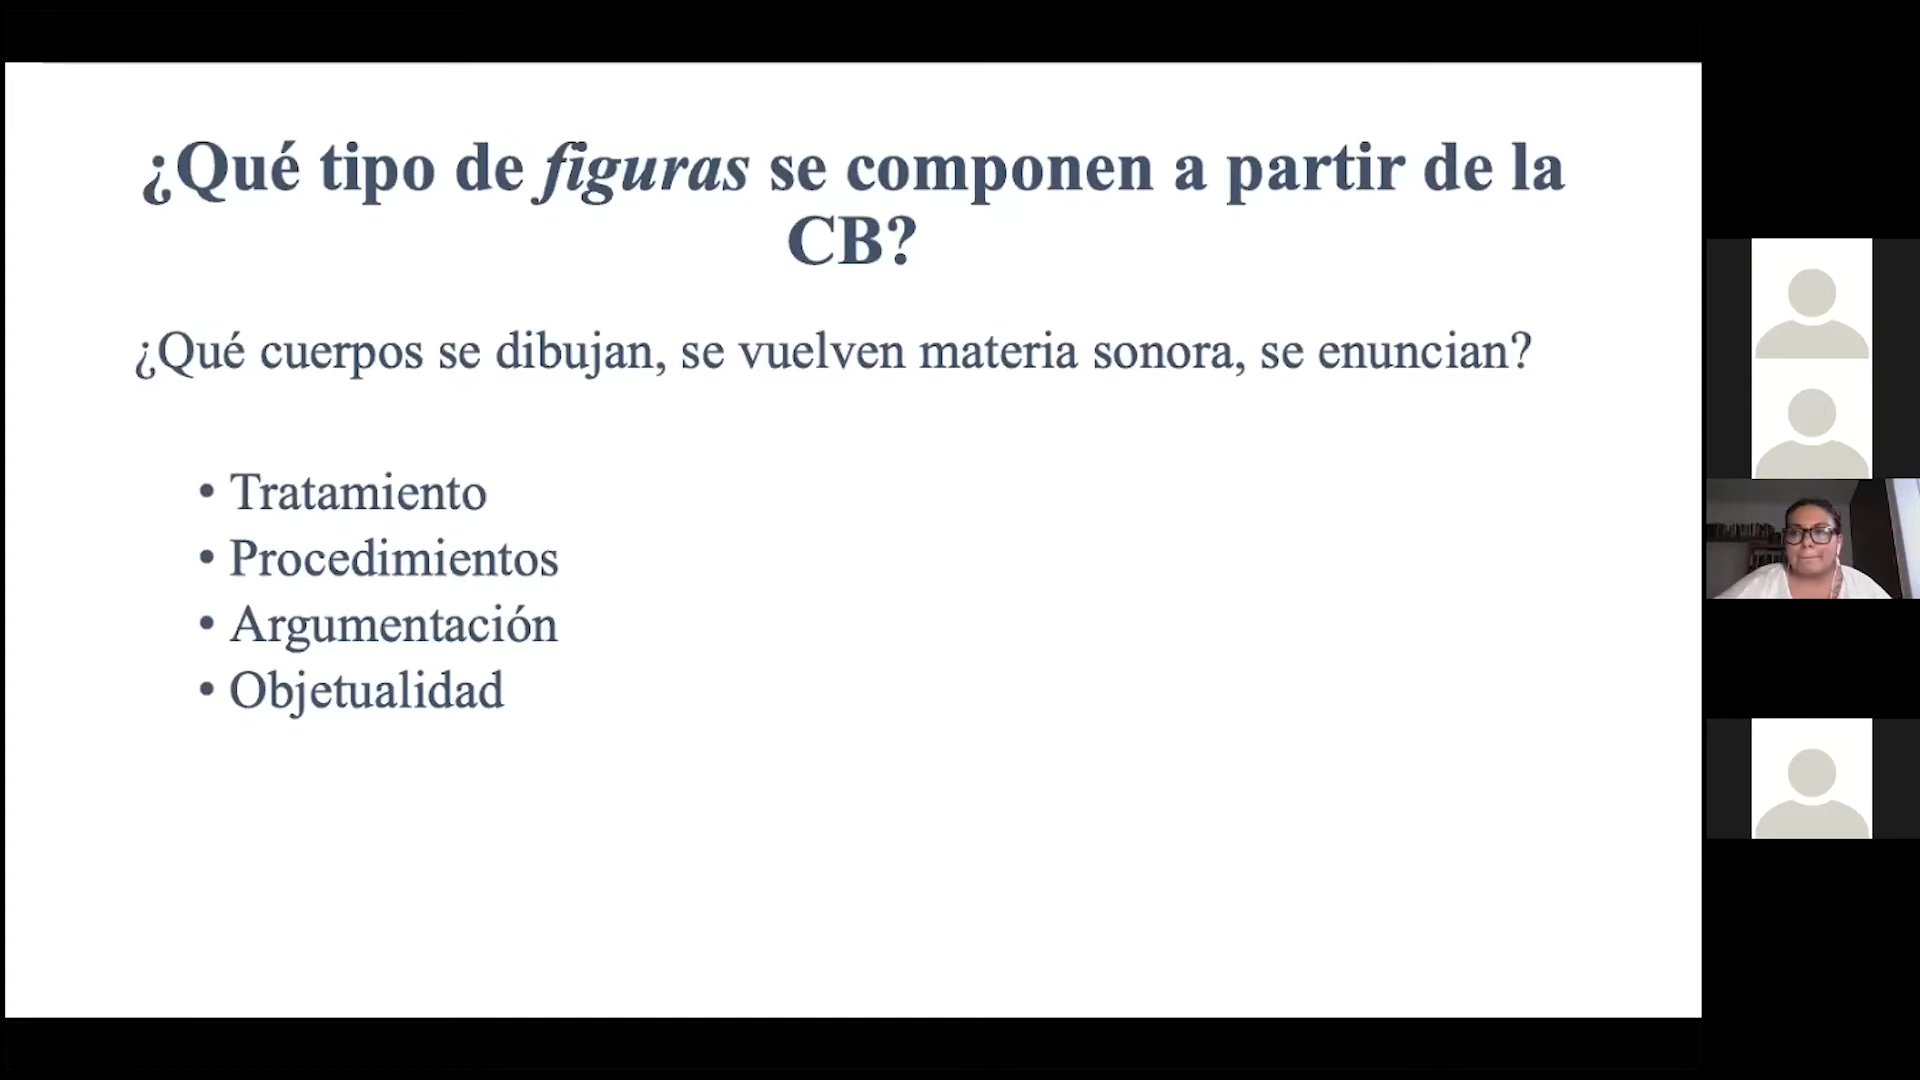 ¿Qué tipo de figuras se componen a partir de la
CB?
¿Qué cuerpos se dibujan, se vuelven materia sonora, se enuncian?
• Tratamiento
• Procedimientos
• Argumentación
• Objetualidad